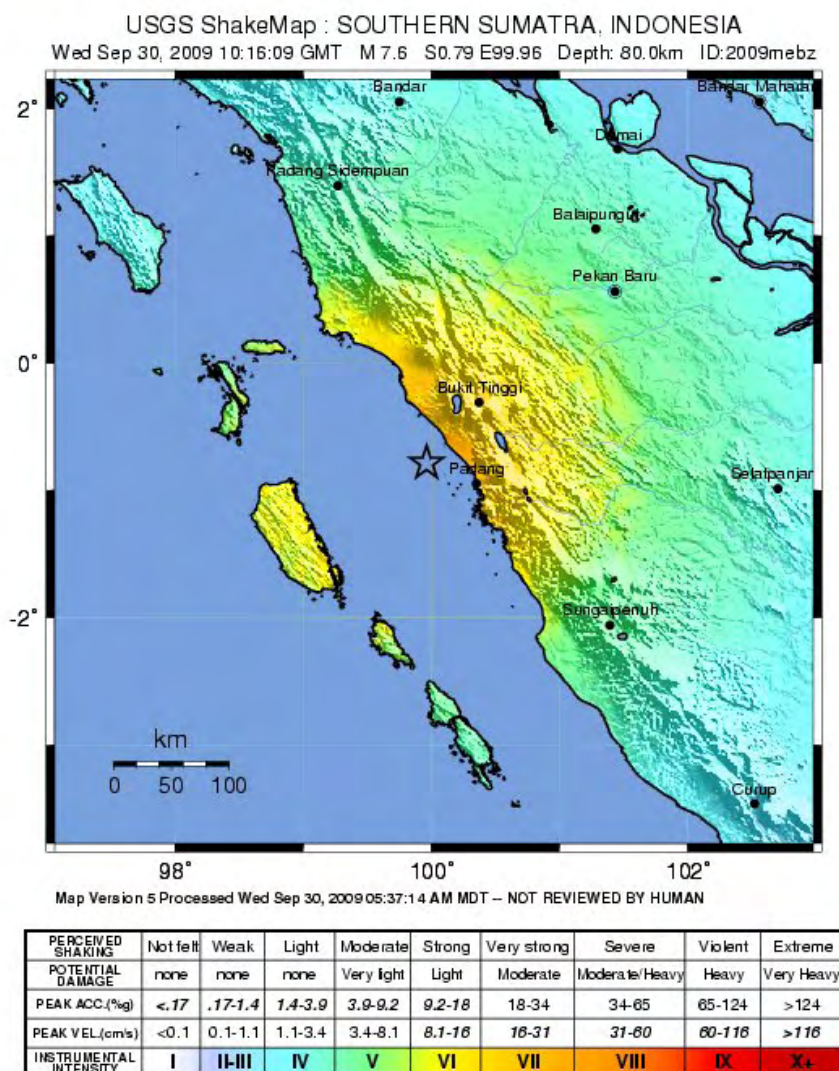 USGS ShakeMap : SOUTHERN SUMATRA, INDONESIA
Wed Sep 30, 2009 10:16:09 GMT M 7.6 S0.79 E99.96 Depth: 80.0km ID:2009mebz
2°
Bandar
Bandar Mahara
Dumai
Padang Sidempuan
Balaipungut
Pekan Baru
0°
Bukit Tinggi
Padang
Selatpanjar
-2°
Sungaipenuh
km
0 50 100
Curup
98° 100° 102°
Map Version 5 Processed Wed Sep 30, 2009 05:37:14 AM MDT -- NOT REVIEWED BY HUMAN
PERCEIVED SHAKING Not felt Weak Light Moderate Strong Very strong Severe Violent Extreme
POTENTIAL DAMAGE none none none Very light Light Moderate Moderate/Heavy Heavy Very Heavy
PEAK ACC.(%g) <.17 .17-1.4 1.4-3.9 3.9-9.2 9.2-18 18-34 34-65 65-124 >124
PEAK VEL.(cm/s) <0.1 0.1-1.1 1.1-3.4 3.4-8.1 8.1-16 16-31 31-60 60-116 >116
INSTRUMENTAL INTENSITY I II-III IV V VI VII VIII IX X+